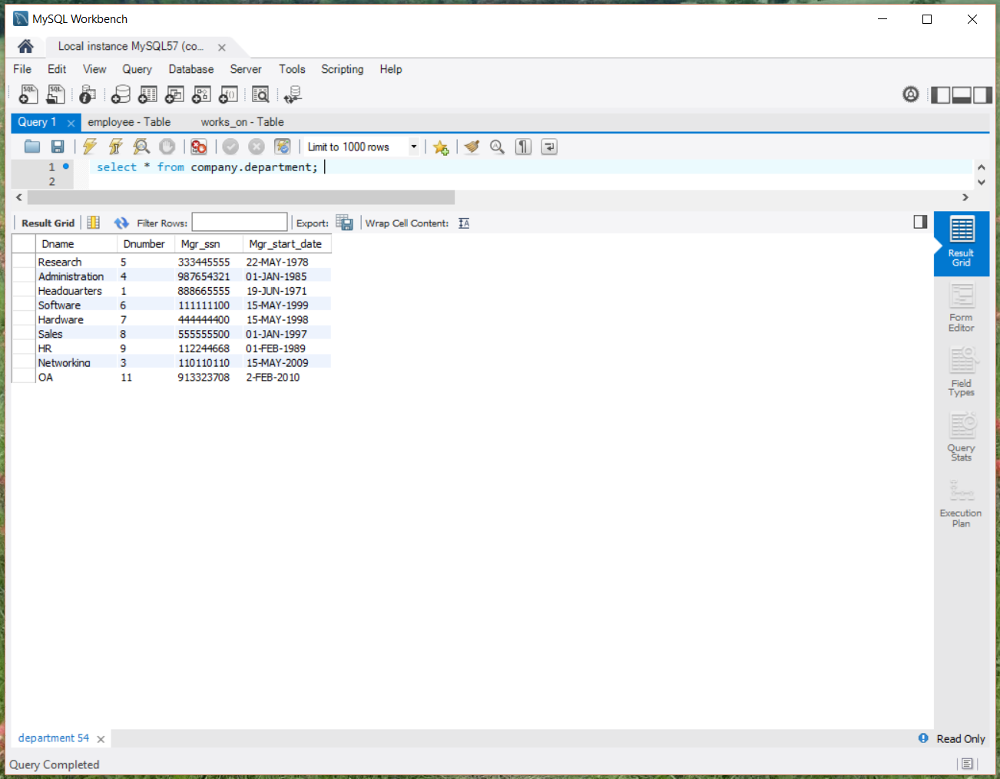 MySQL Workbench
Local instance MySQL57 (co...
File Edit View Query Database Server Tools Scripting Help
SQL SQL
Query 1 employee - Table works_on - Table
Limit to 1000 rows
1 select * from company.department;
2
Result Grid Filter Rows: Export: Wrap Cell Content:
Dname Dnumber Mgr_ssn Mgr_start_date
Research 5 333445555 22-MAY-1978
Administration 4 987654321 01-JAN-1985
Headquarters 1 888665555 19-JUN-1971
Software 6 111111100 15-MAY-1999
Hardware 7 444444400 15-MAY-1998
Sales 8 555555500 01-JAN-1997
HR 9 112244668 01-FEB-1989
Networking 3 110110110 15-MAY-2009
QA 11 913323708 2-FEB-2010
Result
Grid
Form
Editor
Field
Types
Query
Stats
Execution
Plan
department 54 Read Only
Query Completed